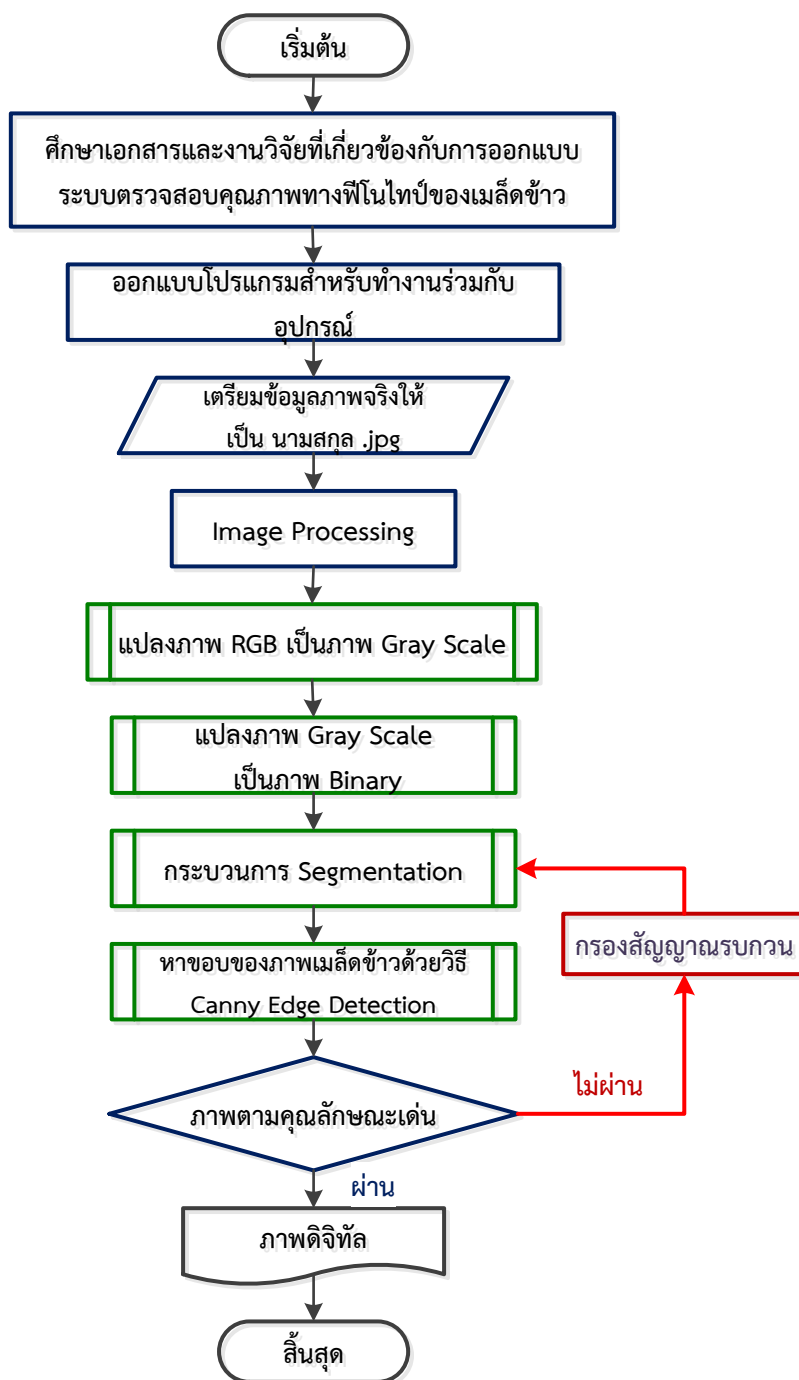 เริ่มต้น
ศึกษาเอกสารและงานวิจัยที่เกี่ยวข้องกับการออกแบบ
ระบบตรวจสอบคุณภาพทางฟีโนไทป์ของเมล็ดข้าว
ออกแบบโปรแกรมสำหรับทำงานร่วมกับ
อุปกรณ์
เตรียมข้อมูลภาพจริงให้
เป็น นามสกุล .jpg
Image Processing
แปลงภาพ RGB เป็นภาพ Gray Scale
แปลงภาพ Gray Scale
เป็นภาพ Binary
กระบวนการ Segmentation
กรองสัญญาณรบกวน
หาขอบของภาพเมล็ดข้าวด้วยวิธี
Canny Edge Detection
ไม่ผ่าน
ภาพตามคุณลักษณะเด่น
ผ่าน
ภาพดิจิทัล
สิ้นสุด